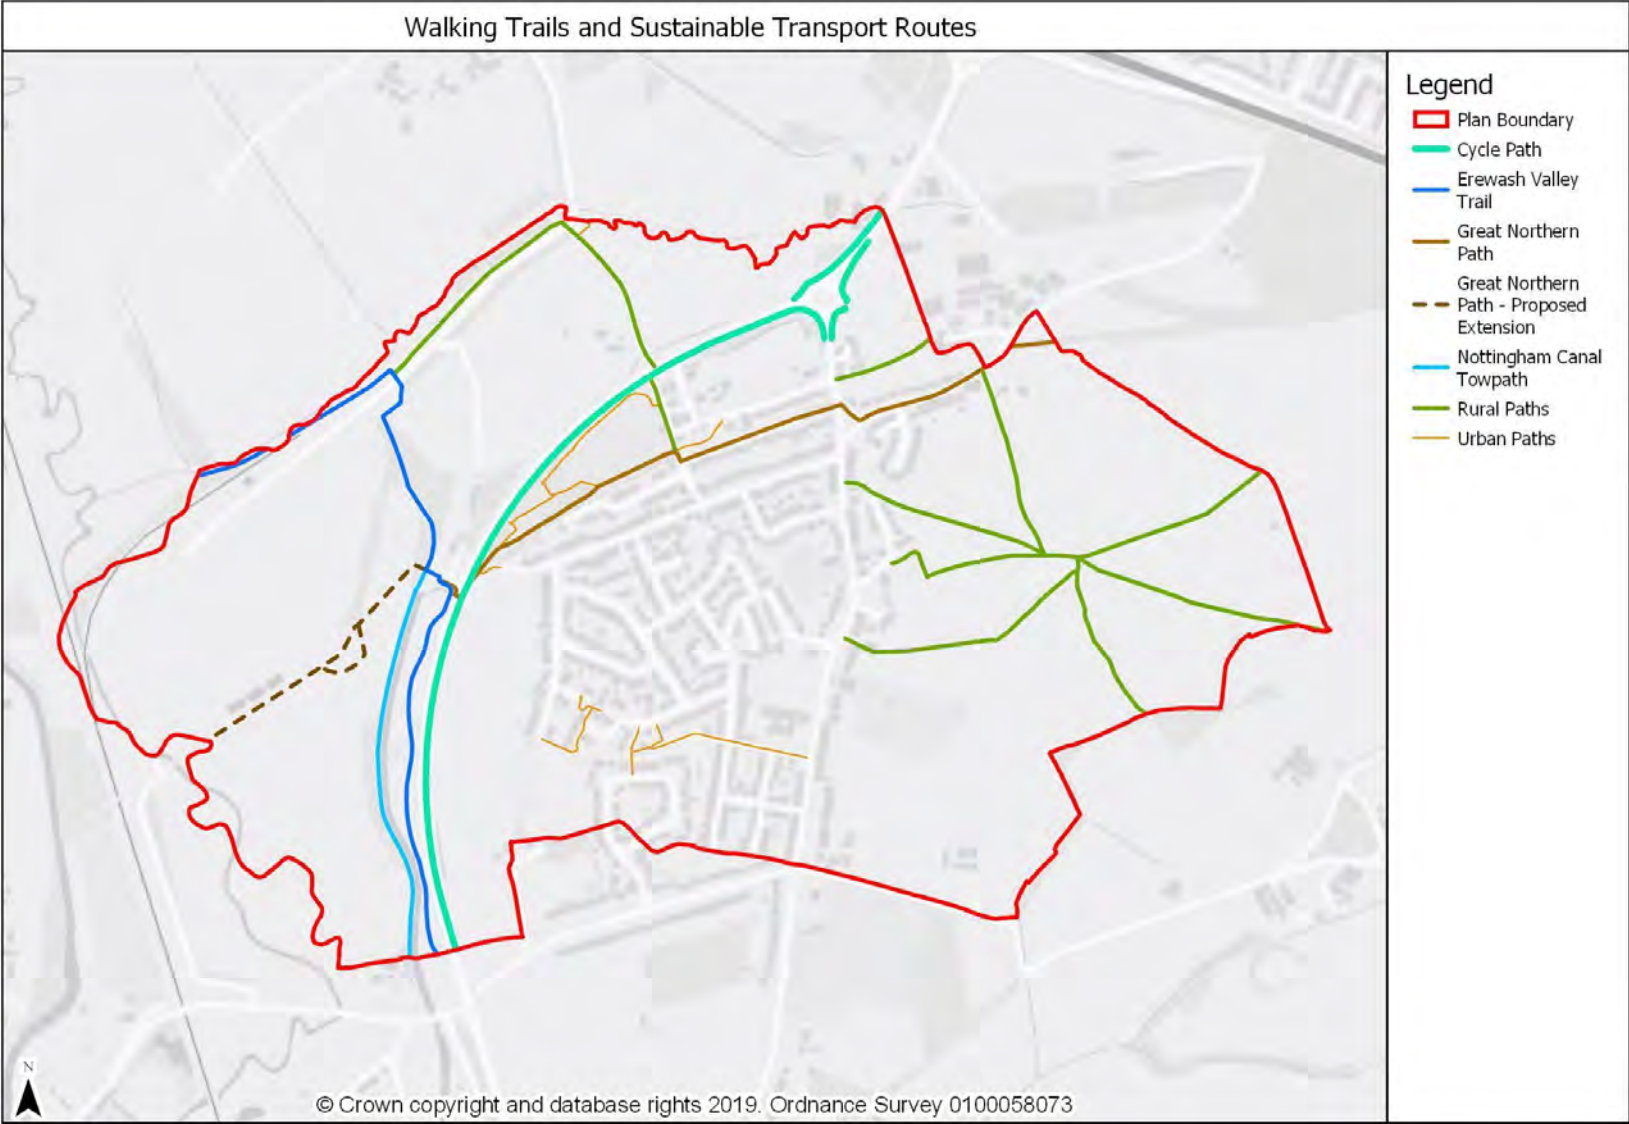 Walking Trails and Sustainable Transport Routes
Legend
Plan Boundary
Cycle Path
Erewash Valley
Trail
Great Northern
Path
Great Northern
Path - Proposed
Extension
Nottingham Canal
Towpath
Rural Paths
Urban Paths
N
© Crown copyright and database rights 2019. Ordnance Survey 0100058073